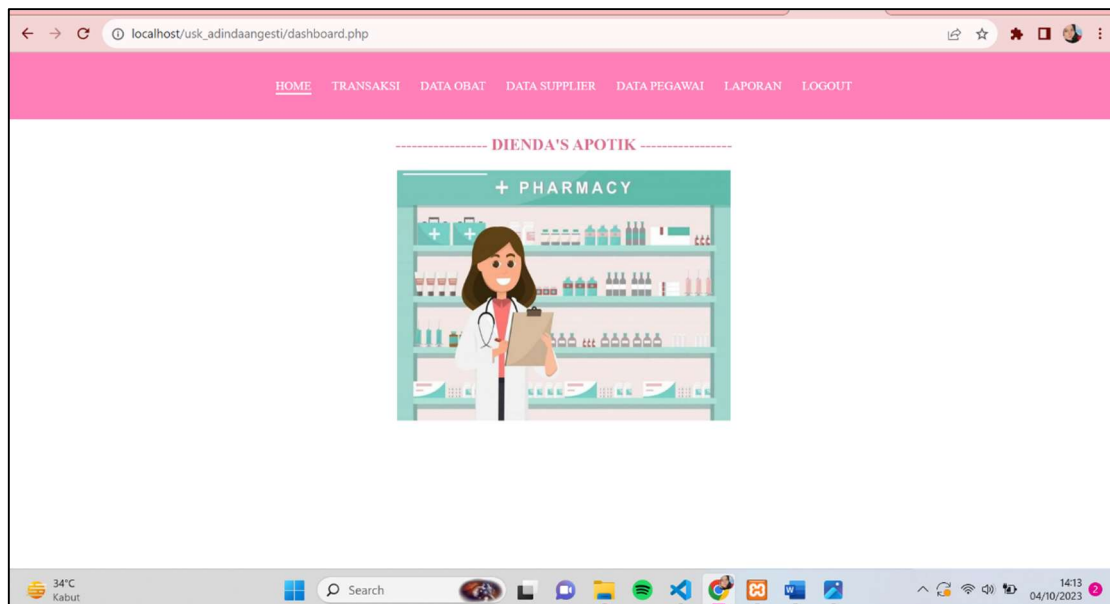 localhost/usk_adindaangesti/dashboard.php
HOME TRANSAKSI DATA OBAT DATA SUPPLIER DATA PEGAWAI LAPORAN LOGOUT
---------------- DIENDA'S APOTIK ----------------
+ PHARMACY
34°C
Kabut
Search
14:13
04/10/2023
2